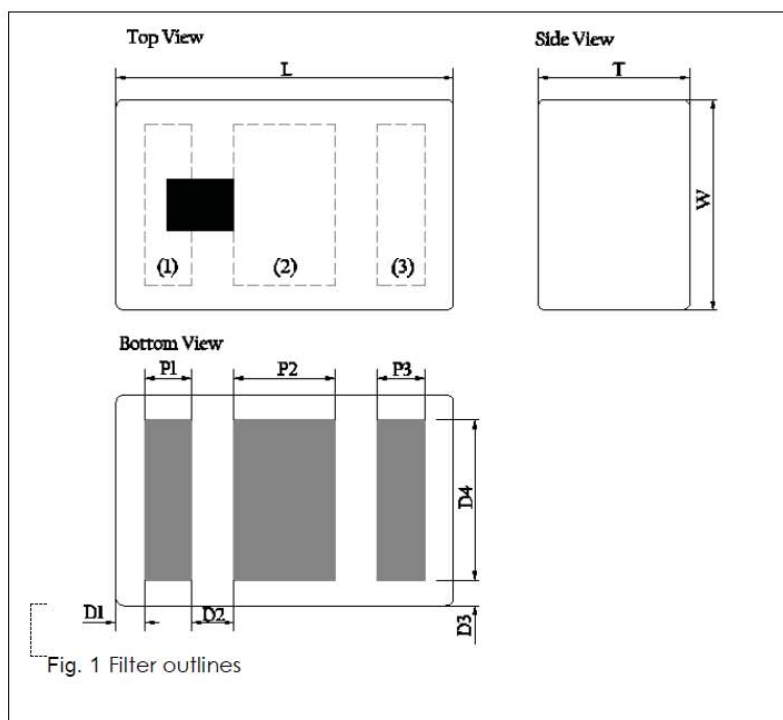 Top View
Side View
L
T
W
(1)
(2)
(3)
Bottom View
P1
P2
P3
D4
D1
D2
D3
Fig. 1 Filter outlines